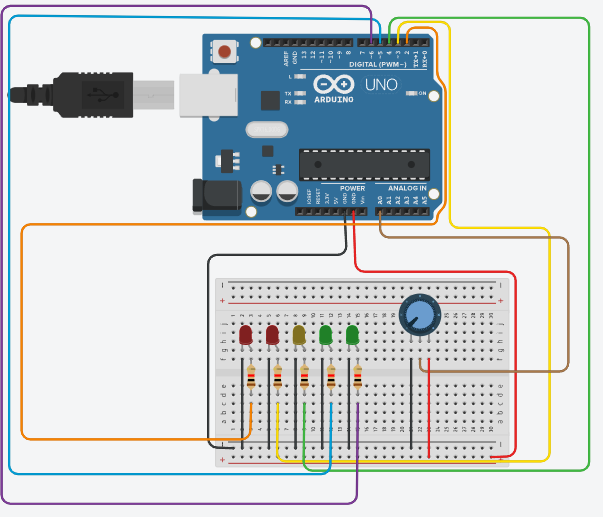 AREF
GND
13
12
~11
~10
~9
8
7
~6
~5
4
~3
2
TX→1
RX←0
DIGITAL (PWM~)
L
TX
RX
ARDUINO
UNO
ON
POWER
ANALOG IN
IOREF
RESET
3.3V
5V
GND
GND
Vin
A0
A1
A2
A3
A4
A5
j
i
h
g
f
e
d
c
b
a